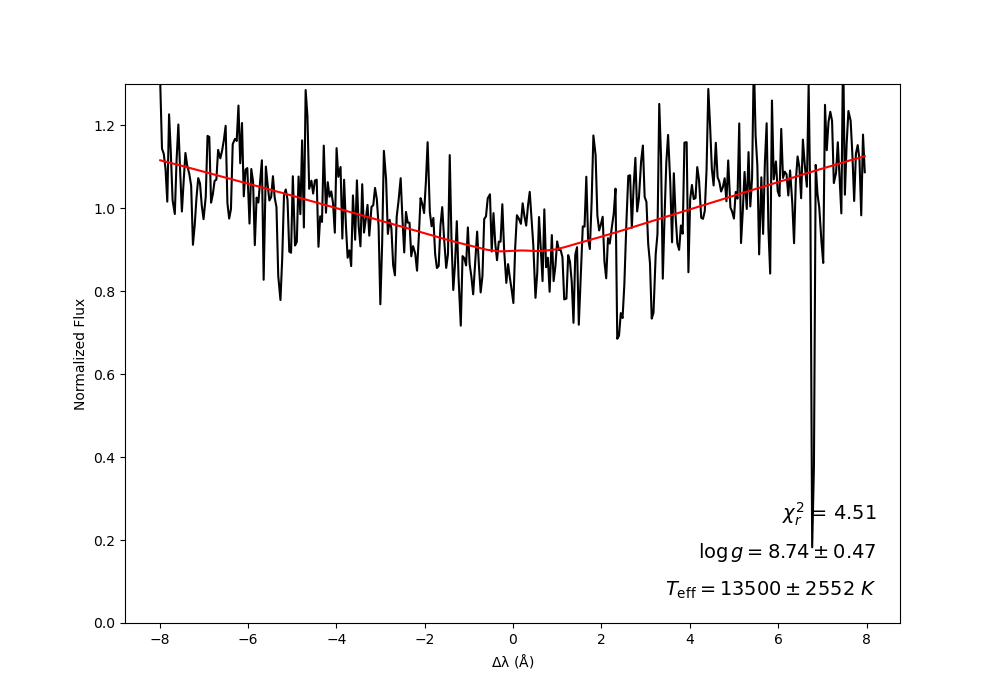 1.2
1.0
0.8
0.6
0.4
0.2
0.0
Normalized Flux
χ²ᵣ = 4.51
log g = 8.74 ± 0.47
T_eff = 13500 ± 2552 K
−8 −6 −4 −2 0 2 4 6 8
Δλ (Å)